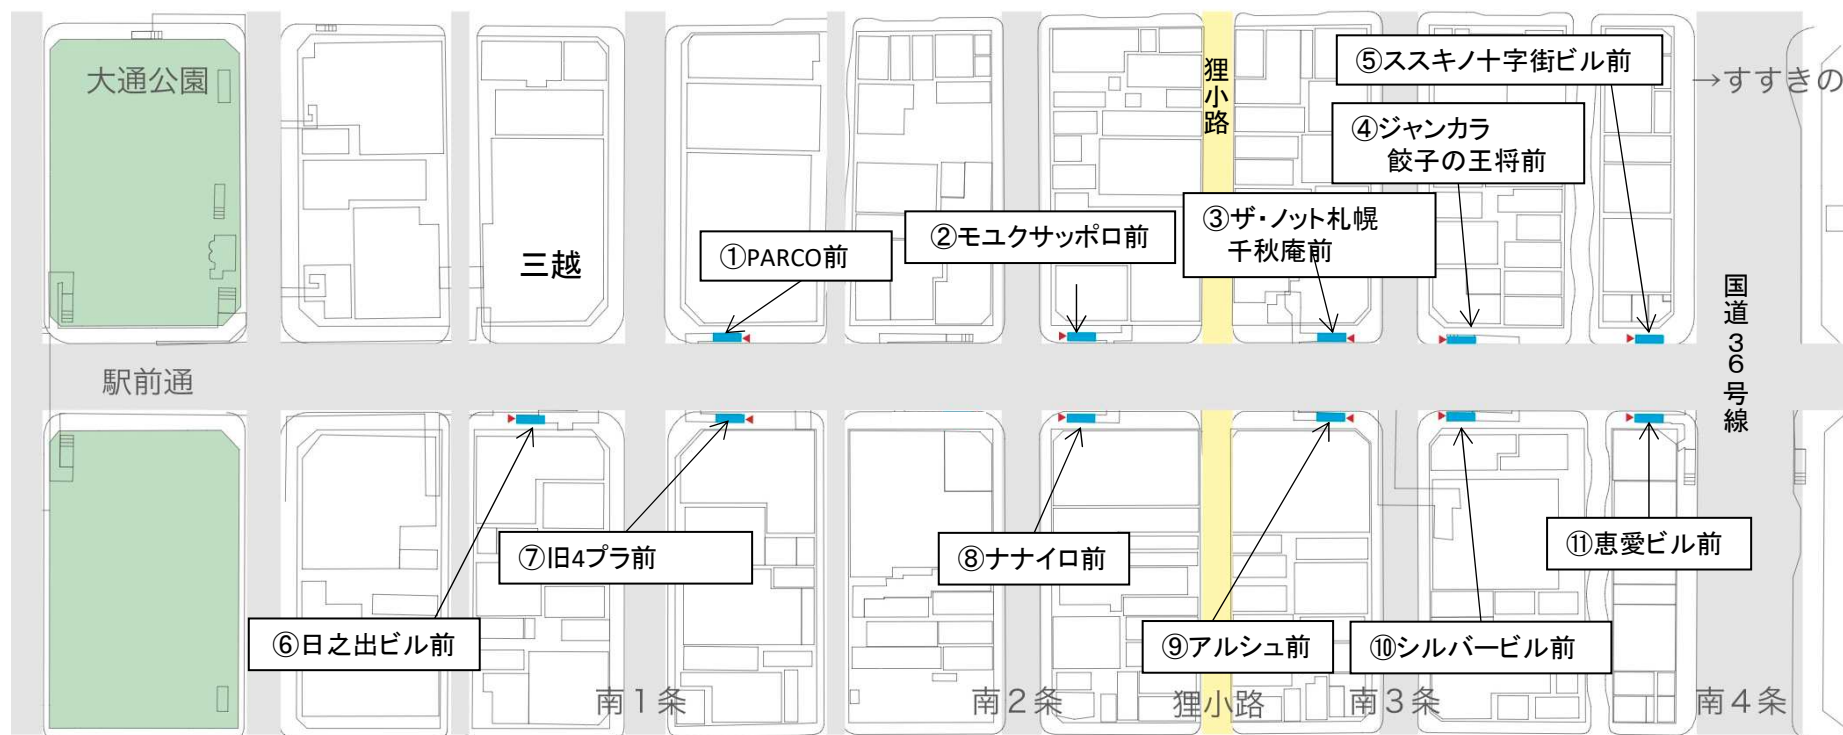 大通公園
狸小路
⑤ススキノ十字街ビル前
→すすきの
④ジャンカラ
餃子の王将前
③ザ・ノット札幌
千秋庵前
②モユクサッポロ前
①PARCO前
三越
国道36号線
駅前通
⑦旧4プラ前
⑧ナナイロ前
⑪恵愛ビル前
⑥日之出ビル前
⑨アルシュ前
⑩シルバービル前
南1条
南2条
狸小路
南3条
南4条